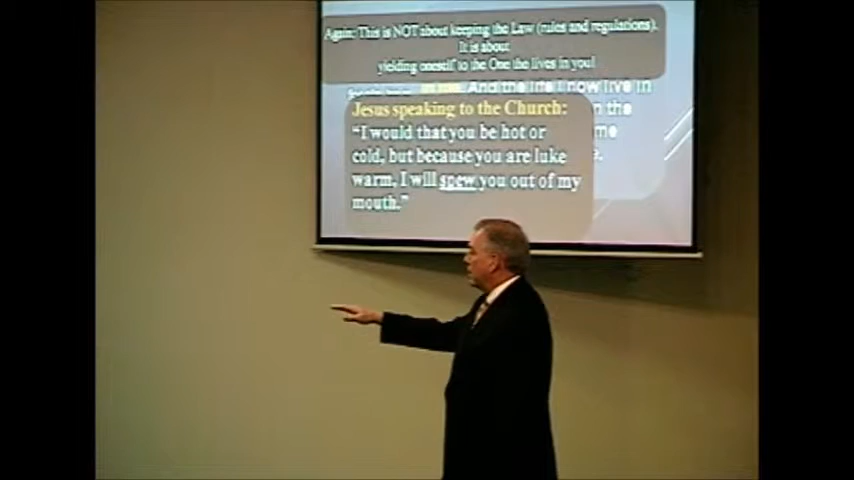 Again: This is NOT about keeping the Law (rules and regulations).
It is about
yielding oneself to the One the lives in you!
And the life I now live in
Jesus speaking to the Church:
n the
"I would that you be hot or
me
cold, but because you are luke
warm, I will spew you out of my
mouth."